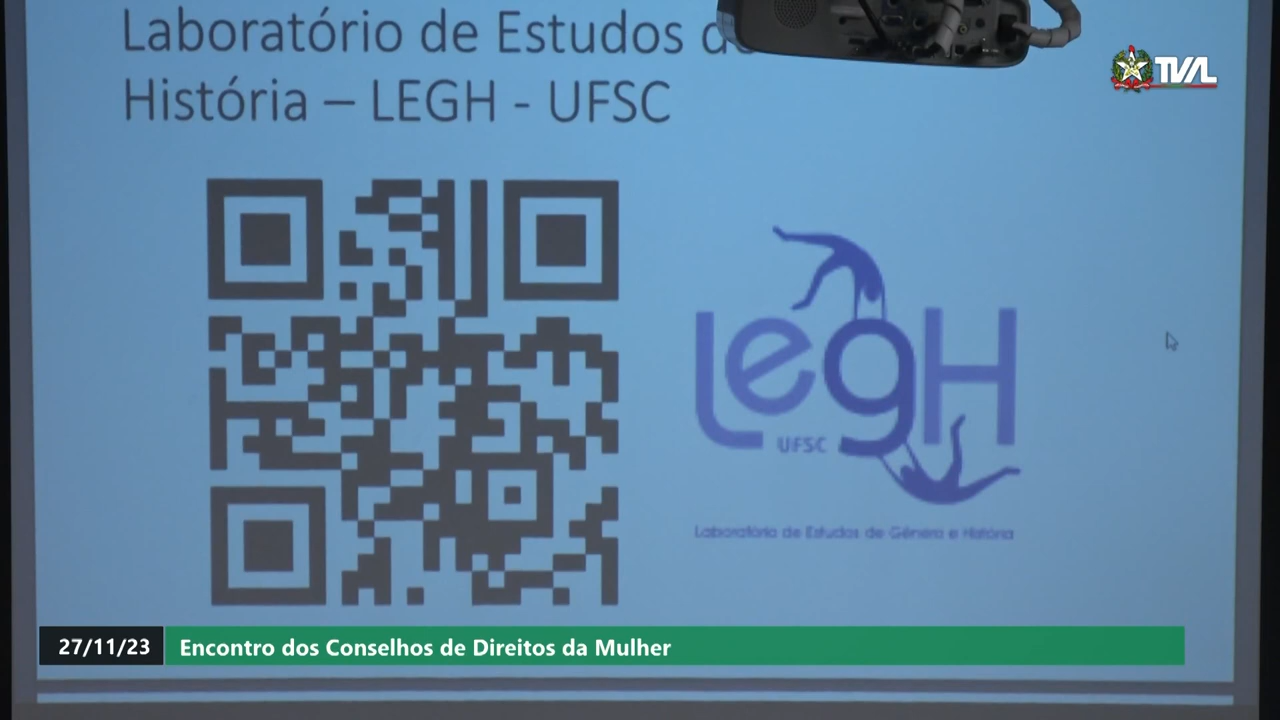 Laboratório de Estudos d
História – LEGH - UFSC
TVAL
LegH
UFSC
Laboratório de Estudos de Gênero e História
27/11/23
Encontro dos Conselhos de Direitos da Mulher